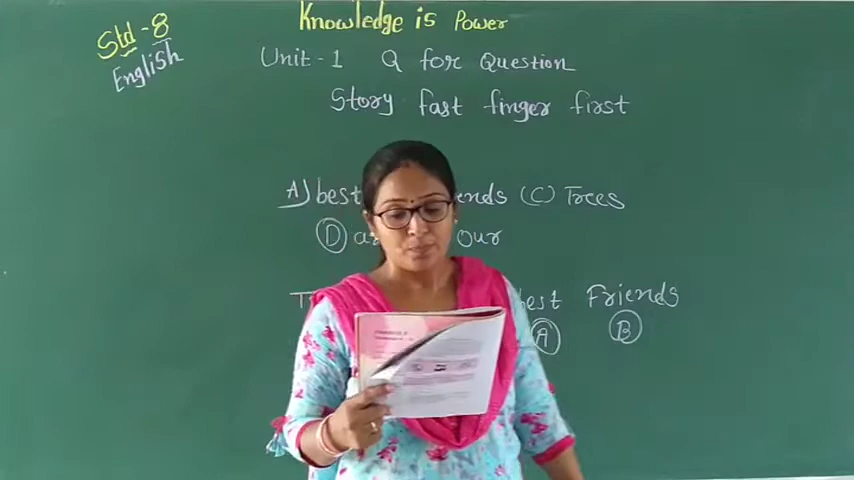 Std-8
English
Knowledge is Power
Unit-1 Q for Question
Story fast finger first
A) best ends (C) Trees
(D) a our
T est Friends
(A) (B)